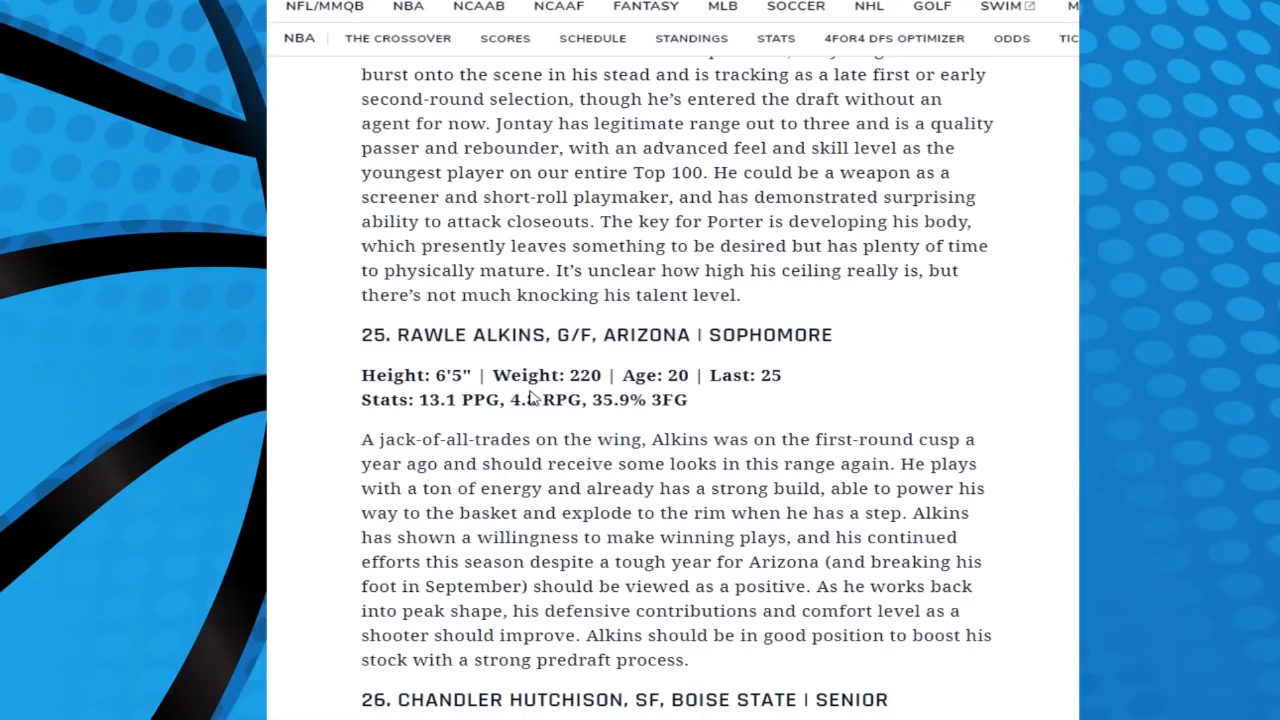 NFL/MMQB NBA NCAAB NCAAF FANTASY MLB SOCCER NHL GOLF SWIM M
NBA THE CROSSOVER SCORES SCHEDULE STANDINGS STATS 4FOR4 DFS OPTIMIZER ODDS TIC
burst onto the scene in his stead and is tracking as a late first or early
second-round selection, though he’s entered the draft without an
agent for now. Jontay has legitimate range out to three and is a quality
passer and rebounder, with an advanced feel and skill level as the
youngest player on our entire Top 100. He could be a weapon as a
screener and short-roll playmaker, and has demonstrated surprising
ability to attack closeouts. The key for Porter is developing his body,
which presently leaves something to be desired but has plenty of time
to physically mature. It’s unclear how high his ceiling really is, but
there’s not much knocking his talent level.
25. RAWLE ALKINS, G/F, ARIZONA | SOPHOMORE
Height: 6'5" | Weight: 220 | Age: 20 | Last: 25
Stats: 13.1 PPG, RPG, 35.9% 3FG
A jack-of-all-trades on the wing, Alkins was on the first-round cusp a
year ago and should receive some looks in this range again. He plays
with a ton of energy and already has a strong build, able to power his
way to the basket and explode to the rim when he has a step. Alkins
has shown a willingness to make winning plays, and his continued
efforts this season despite a tough year for Arizona (and breaking his
foot in September) should be viewed as a positive. As he works back
into peak shape, his defensive contributions and comfort level as a
shooter should improve. Alkins should be in good position to boost his
stock with a strong predraft process.
26. CHANDLER HUTCHISON, SF, BOISE STATE | SENIOR